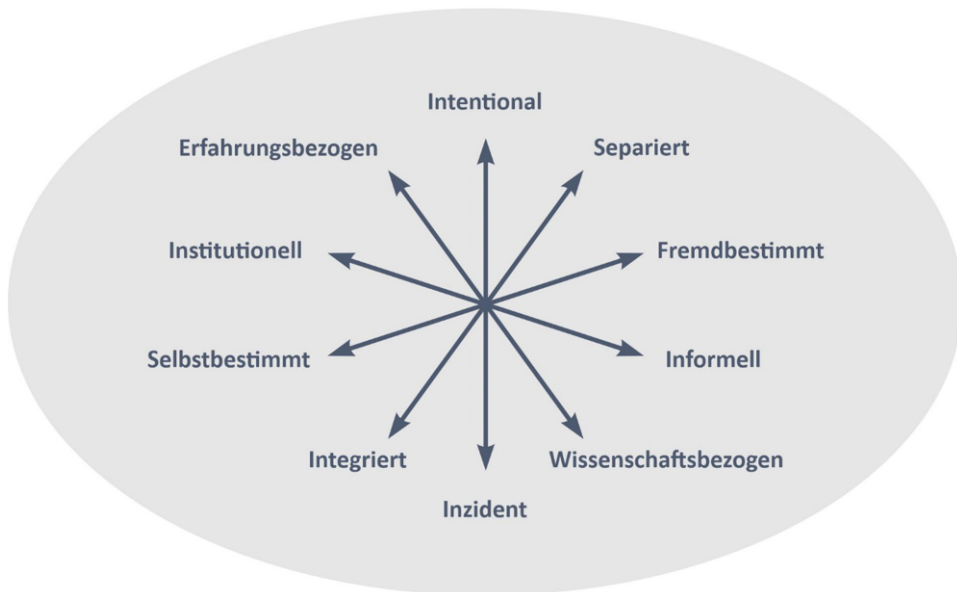 Intentional
Erfahrungsbezogen
Separiert
Institutionell
Fremdbestimmt
Selbstbestimmt
Informell
Integriert
Wissenschaftsbezogen
Inzident